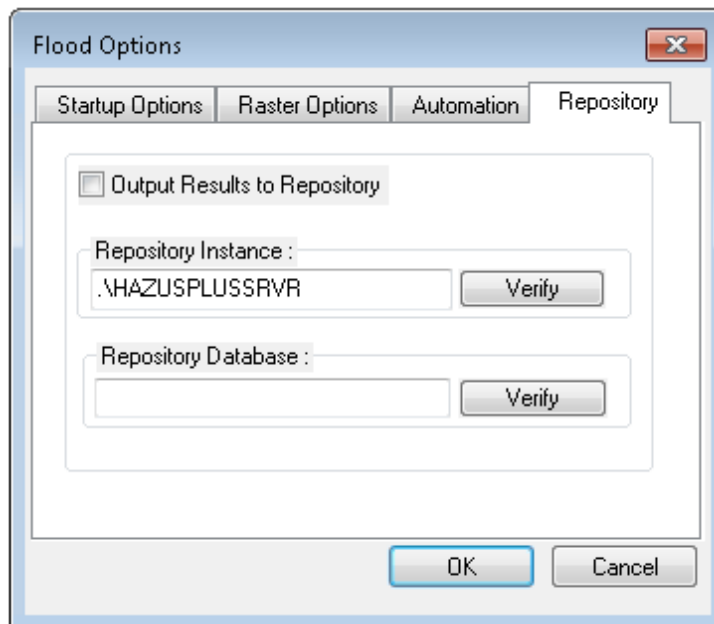 Flood Options
Startup Options Raster Options Automation Repository
Output Results to Repository
Repository Instance :
.\HAZUSPLUSSRVR Verify
Repository Database :
Verify
OK Cancel